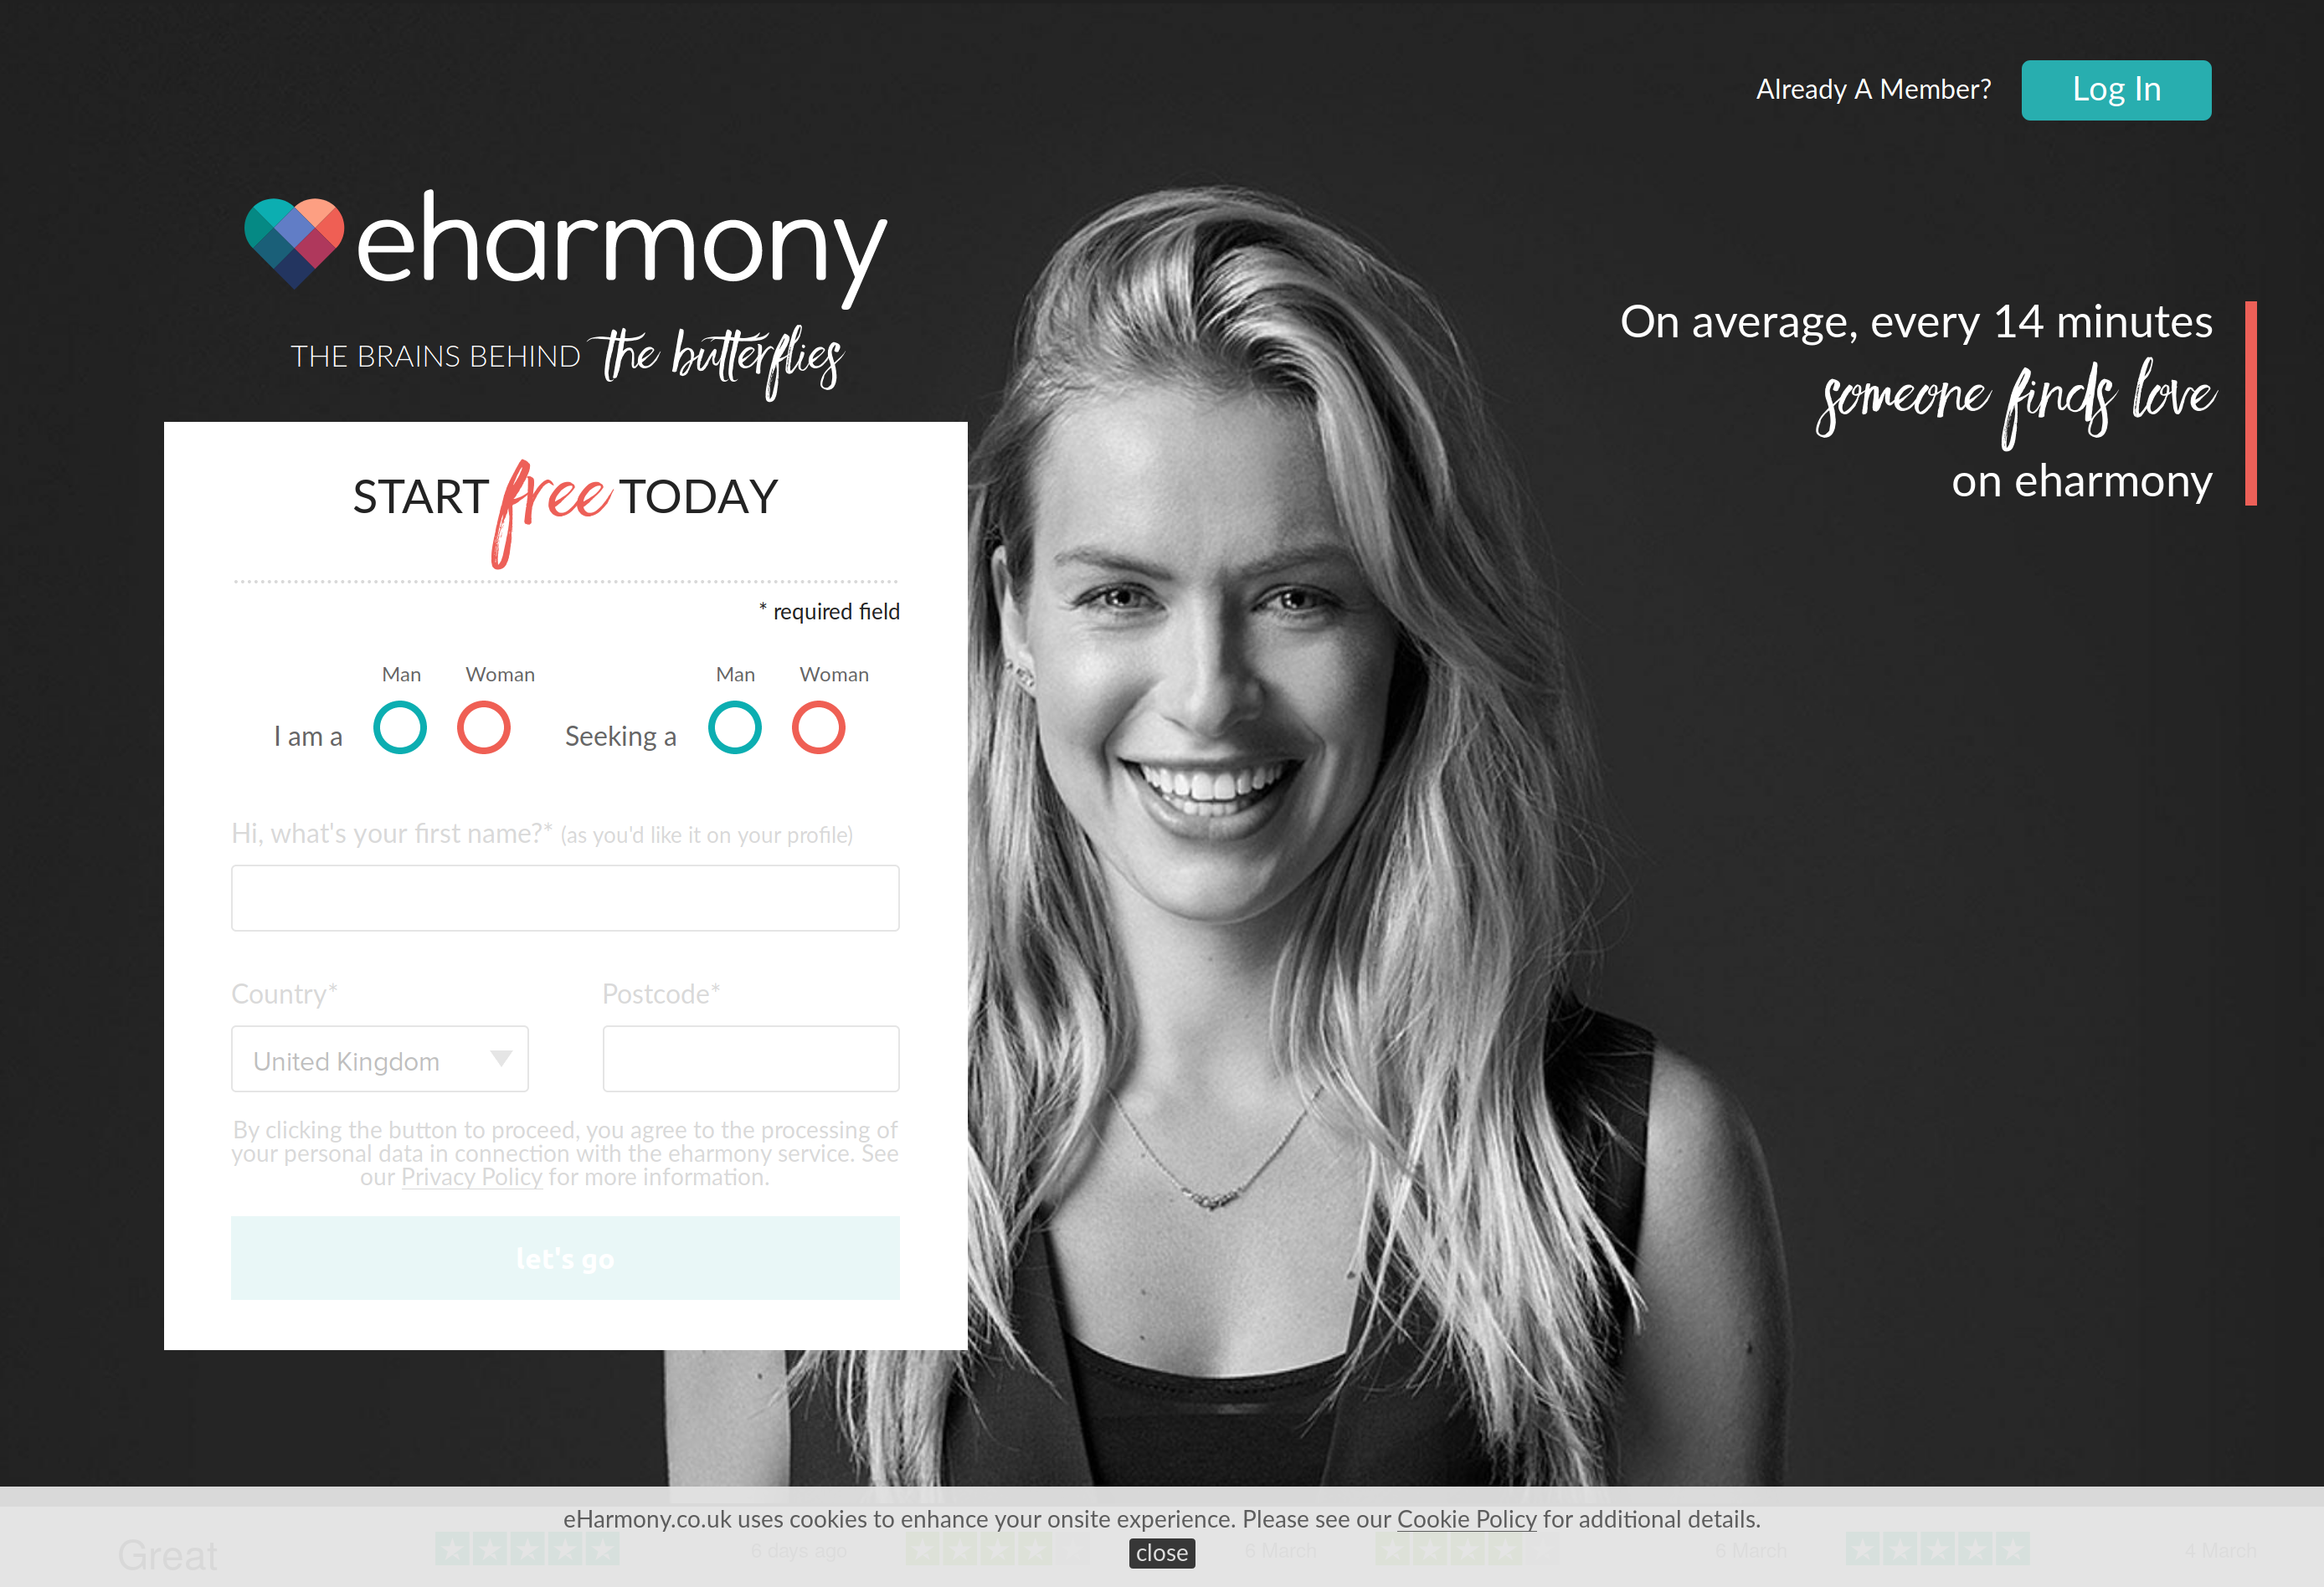 Already A Member?
Log In
eharmony
THE BRAINS BEHIND the butterflies
On average, every 14 minutes
someone finds love
on eharmony
START free TODAY
* required field
Man Woman Man Woman
I am a Seeking a
Hi, what's your first name?* (as you'd like it on your profile)
Country* Postcode*
United Kingdom
By clicking the button to proceed, you agree to the processing of
your personal data in connection with the eharmony service. See
our Privacy Policy for more information.
let's go
eHarmony.co.uk uses cookies to enhance your onsite experience. Please see our Cookie Policy for additional details.
close
Great 6 days ago 6 March 6 March 4 March